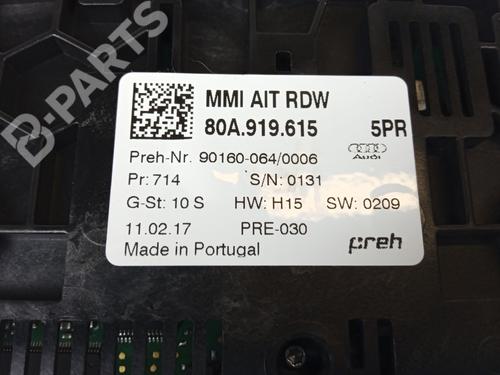 B-PARTS
MMI AIT RDW
80A.919.615 5PR
Preh-Nr. 90160-064/0006 Audi
Pr: 714 S/N: 0131
G-St: 10 S HW: H15 SW: 0209
11.02.17 PRE-030 preh
Made in Portugal
B-PARTS